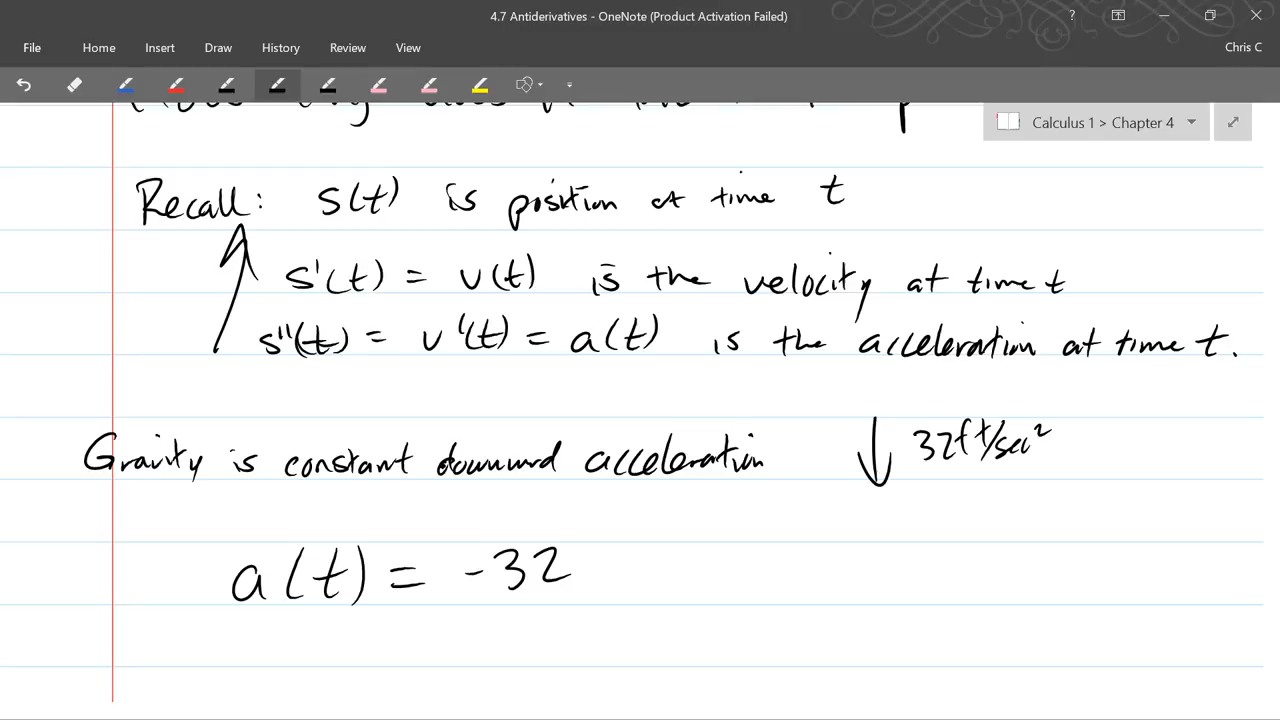 4.7 Antiderivatives - OneNote (Product Activation Failed)
?
File Home Insert Draw History Review View Chris C
Calculus 1 > Chapter 4
Recall: s(t) is position at time t
s'(t) = v(t) is the velocity at time t
s''(t) = v'(t) = a(t) is the acceleration at time t.
Gravity is constant downward acceleration ↓ 32ft/sec²
a(t) = -32